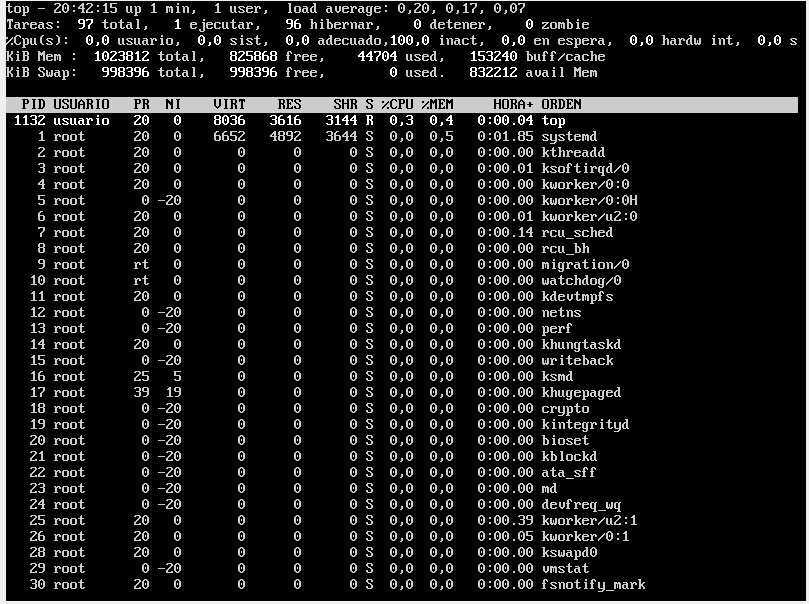 top - 20:42:15 up 1 min,  1 user,  load average: 0,20, 0,17, 0,07
Tareas:  97 total,   1 ejecutar,  96 hibernar,   0 detener,   0 zombie
%Cpu(s):  0,0 usuario,  0,0 sist,  0,0 adecuado,100,0 inact,  0,0 en espera,  0,0 hardw int,  0,0 s
KiB Mem :  1023812 total,   825868 free,    44704 used,   153240 buff/cache
KiB Swap:   998396 total,   998396 free,        0 used.   832212 avail Mem
PID USUARIO   PR  NI    VIRT    RES    SHR S %CPU %MEM     HORA+ ORDEN
1132 usuario   20   0    8036   3616   3144 R  0,3  0,4   0:00.04 top
1 root      20   0    6652   4892   3644 S  0,0  0,5   0:01.85 systemd
2 root      20   0       0      0      0 S  0,0  0,0   0:00.00 kthreadd
3 root      20   0       0      0      0 S  0,0  0,0   0:00.01 ksoftirqd/0
4 root      20   0       0      0      0 S  0,0  0,0   0:00.00 kworker/0:0
5 root       0 -20       0      0      0 S  0,0  0,0   0:00.00 kworker/0:0H
6 root      20   0       0      0      0 S  0,0  0,0   0:00.01 kworker/u2:0
7 root      20   0       0      0      0 S  0,0  0,0   0:00.14 rcu_sched
8 root      20   0       0      0      0 S  0,0  0,0   0:00.00 rcu_bh
9 root      rt   0       0      0      0 S  0,0  0,0   0:00.00 migration/0
10 root      rt   0       0      0      0 S  0,0  0,0   0:00.00 watchdog/0
11 root      20   0       0      0      0 S  0,0  0,0   0:00.00 kdevtmpfs
12 root       0 -20       0      0      0 S  0,0  0,0   0:00.00 netns
13 root       0 -20       0      0      0 S  0,0  0,0   0:00.00 perf
14 root      20   0       0      0      0 S  0,0  0,0   0:00.00 khungtaskd
15 root       0 -20       0      0      0 S  0,0  0,0   0:00.00 writeback
16 root      25   5       0      0      0 S  0,0  0,0   0:00.00 ksmd
17 root      39  19       0      0      0 S  0,0  0,0   0:00.00 khugepaged
18 root       0 -20       0      0      0 S  0,0  0,0   0:00.00 crypto
19 root       0 -20       0      0      0 S  0,0  0,0   0:00.00 kintegrityd
20 root       0 -20       0      0      0 S  0,0  0,0   0:00.00 bioset
21 root       0 -20       0      0      0 S  0,0  0,0   0:00.00 kblockd
22 root       0 -20       0      0      0 S  0,0  0,0   0:00.00 ata_sff
23 root       0 -20       0      0      0 S  0,0  0,0   0:00.00 md
24 root       0 -20       0      0      0 S  0,0  0,0   0:00.00 devfreq_wq
25 root      20   0       0      0      0 S  0,0  0,0   0:00.39 kworker/u2:1
26 root      20   0       0      0      0 S  0,0  0,0   0:00.05 kworker/0:1
28 root      20   0       0      0      0 S  0,0  0,0   0:00.00 kswapd0
29 root       0 -20       0      0      0 S  0,0  0,0   0:00.00 vmstat
30 root      20   0       0      0      0 S  0,0  0,0   0:00.00 fsnotify_mark